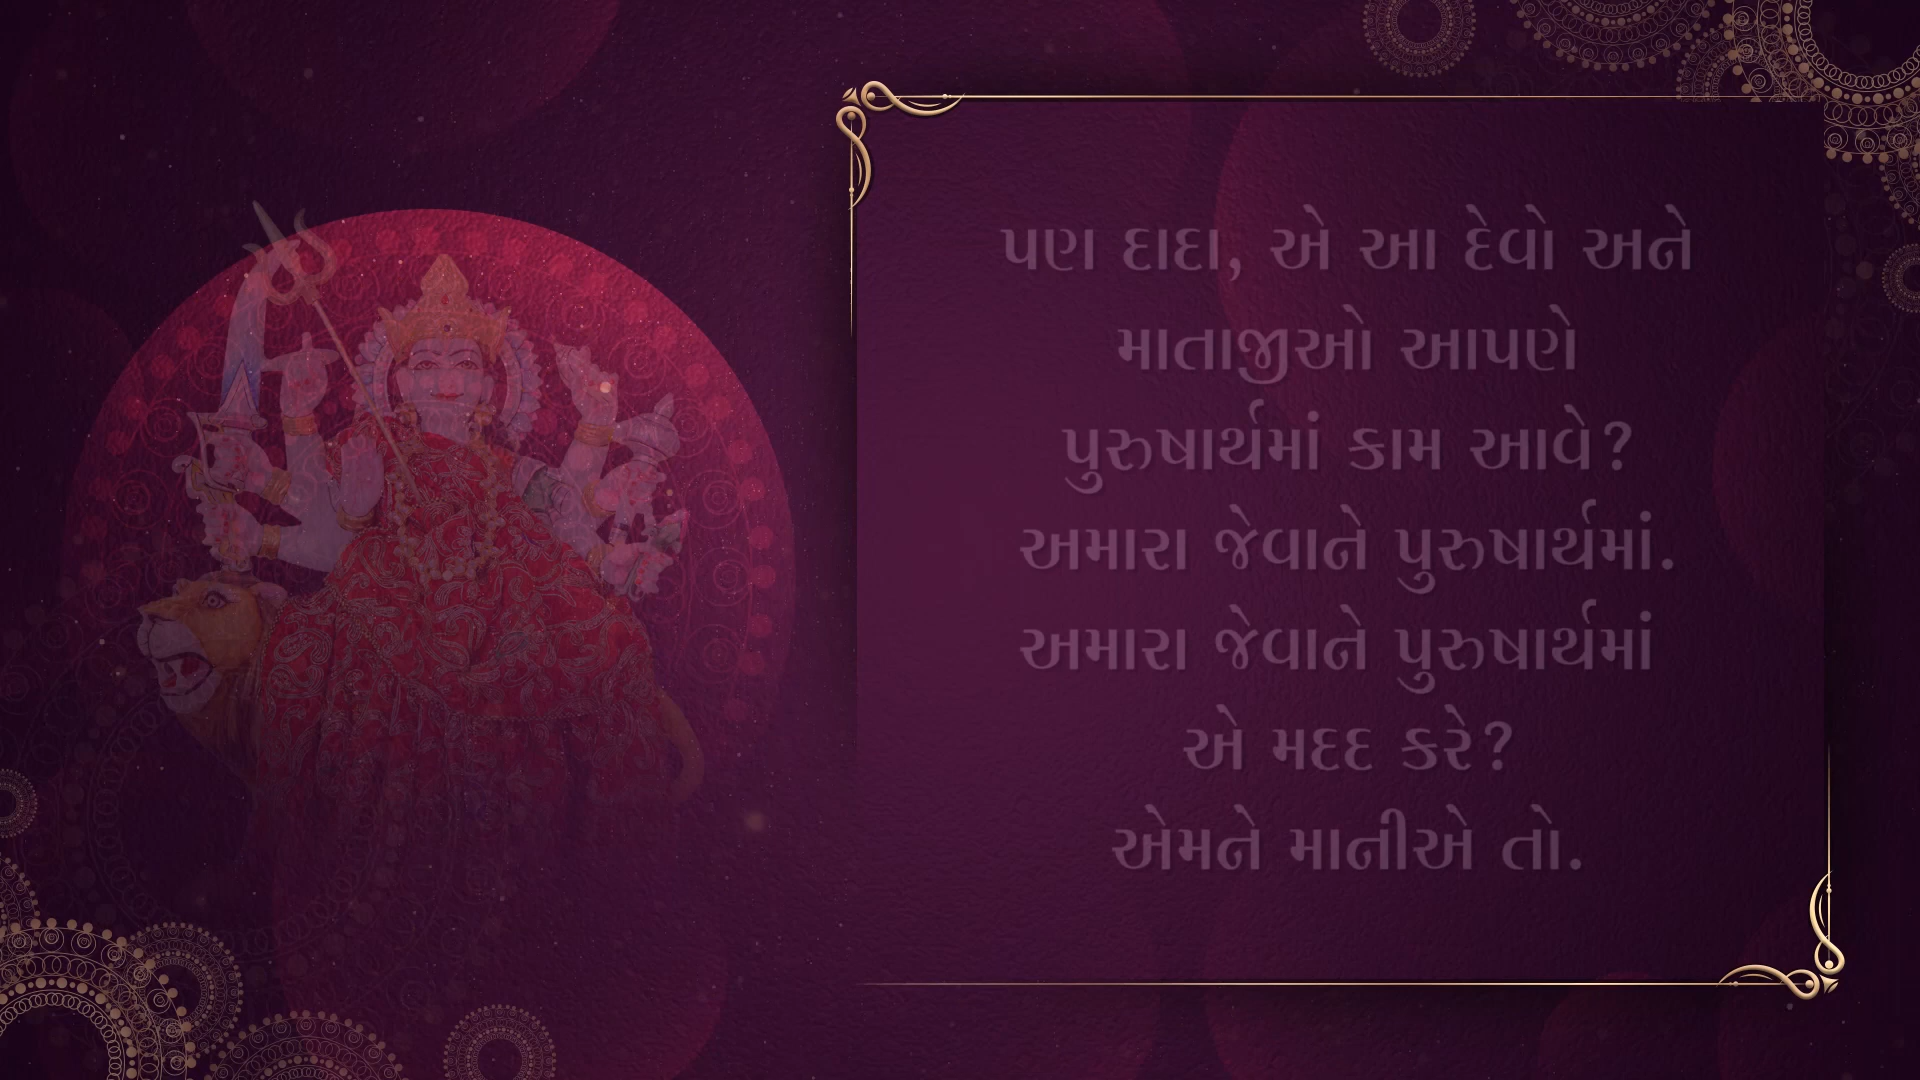 પણ દાદા, એ આ દેવો અને
માતાજીઓ આપણે
પુરુષાર્થમાં કામ આવે?
અમારા જેવાને પુરુષાર્થમાં.
અમારા જેવાને પુરુષાર્થમાં
એ મદદ કરે?
એમને માનીએ તો.